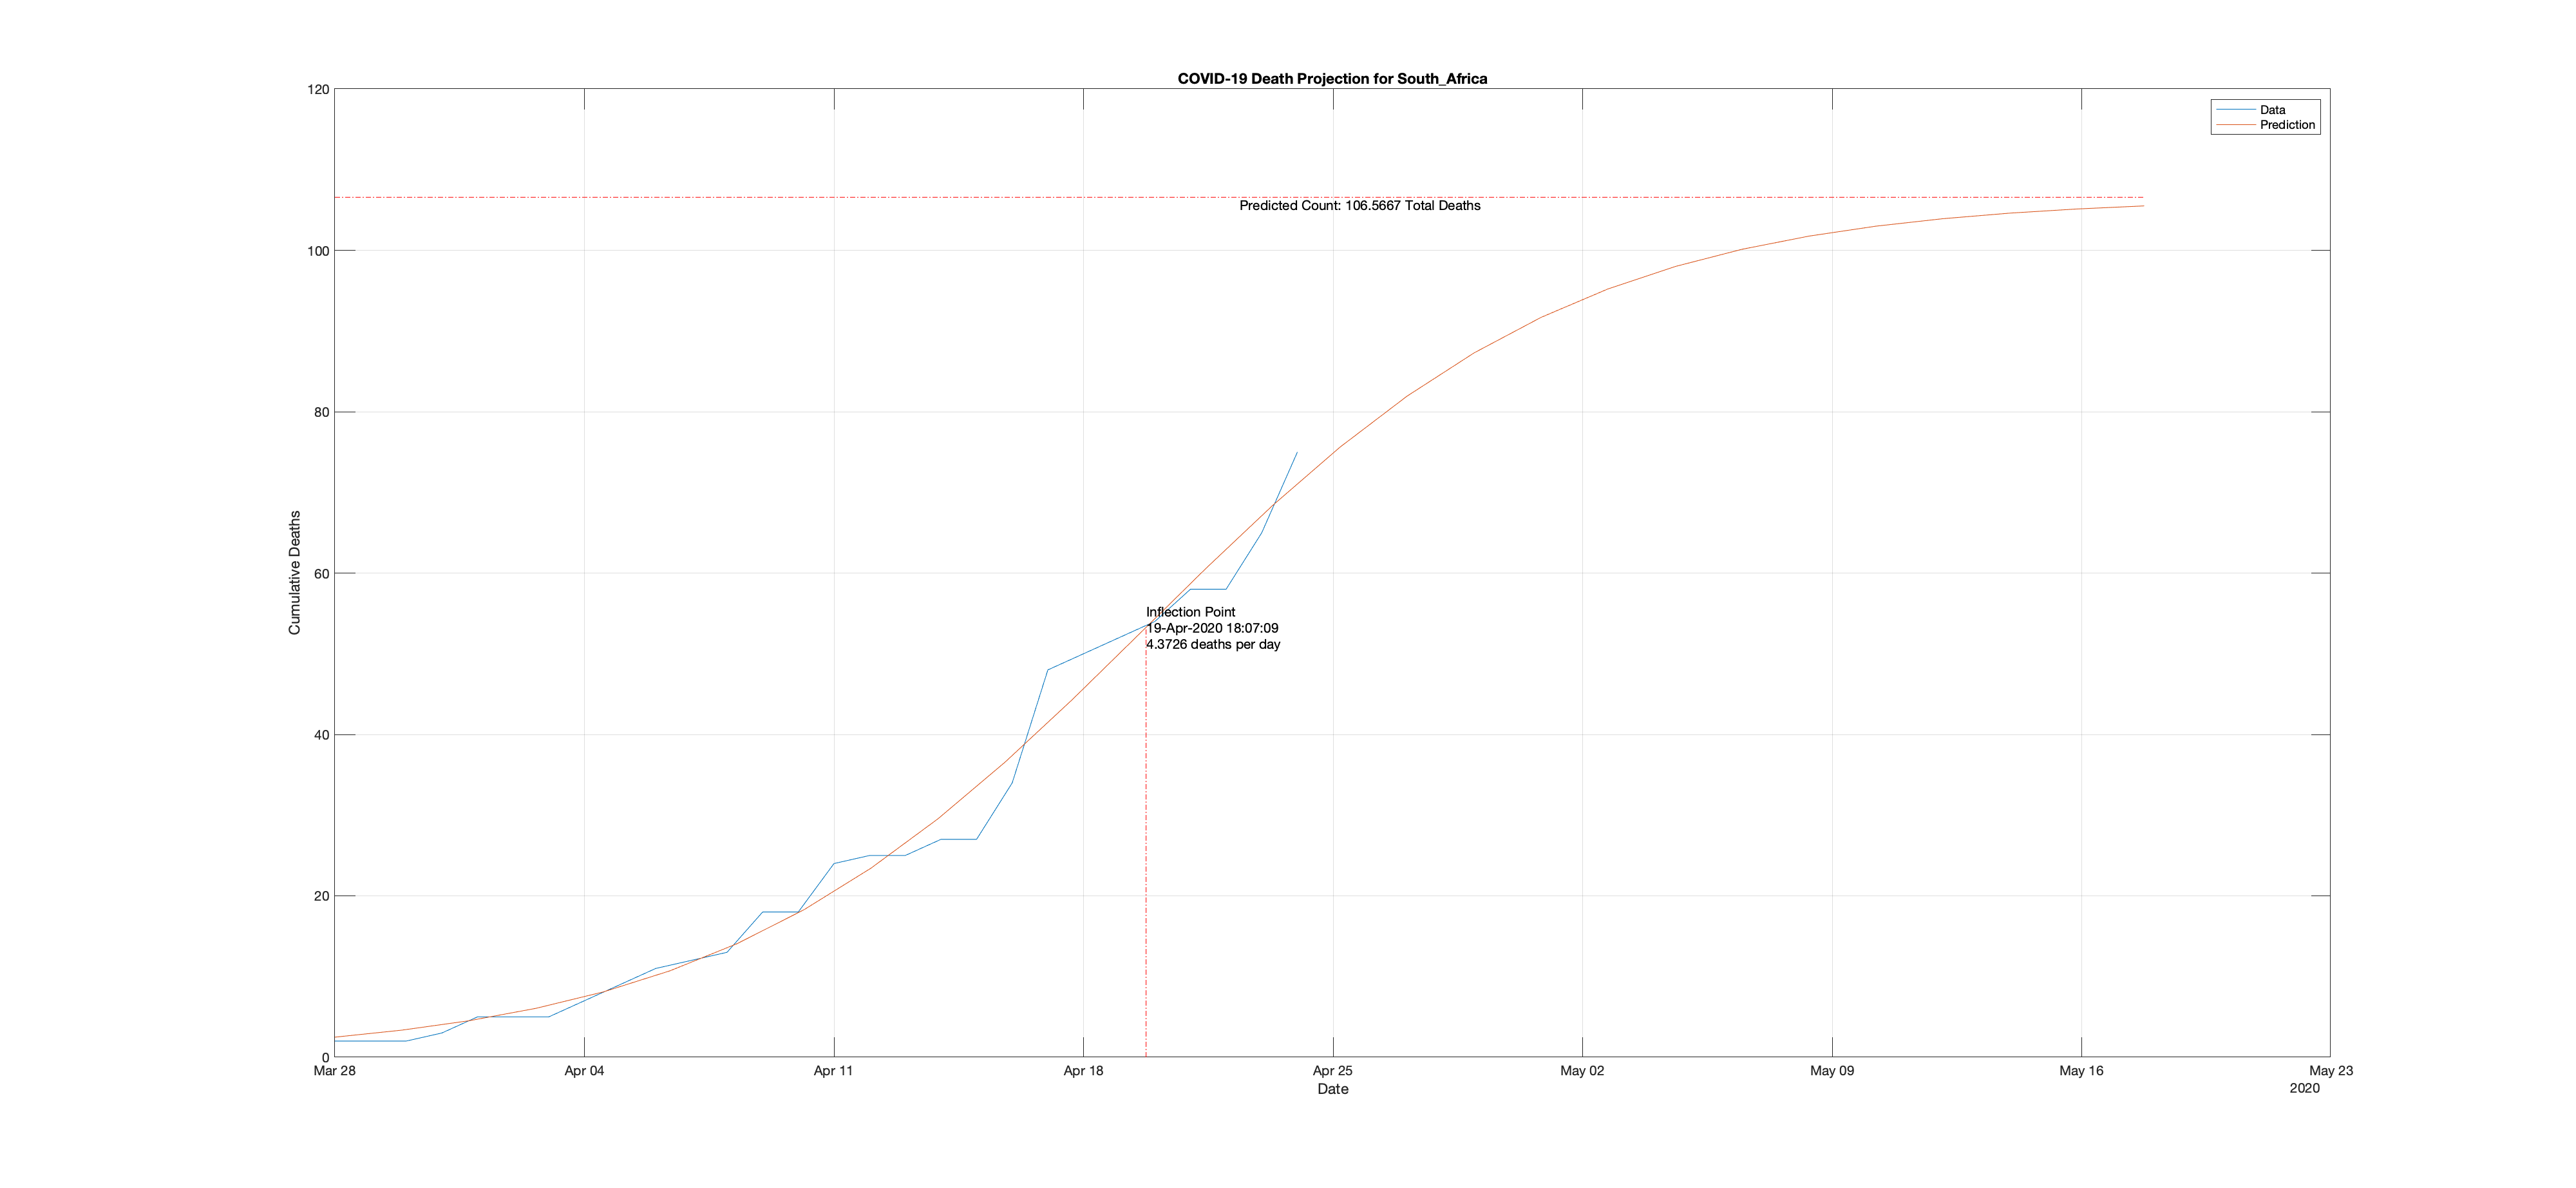 COVID-19 Death Projection for South_Africa
Data
Prediction
120
100
80
60
40
20
0
Cumulative Deaths
Predicted Count: 106.5667 Total Deaths
Inflection Point
19-Apr-2020 18:07:09
4.3726 deaths per day
Mar 28
Apr 04
Apr 11
Apr 18
Apr 25
May 02
May 09
May 16
May 23
Date
2020